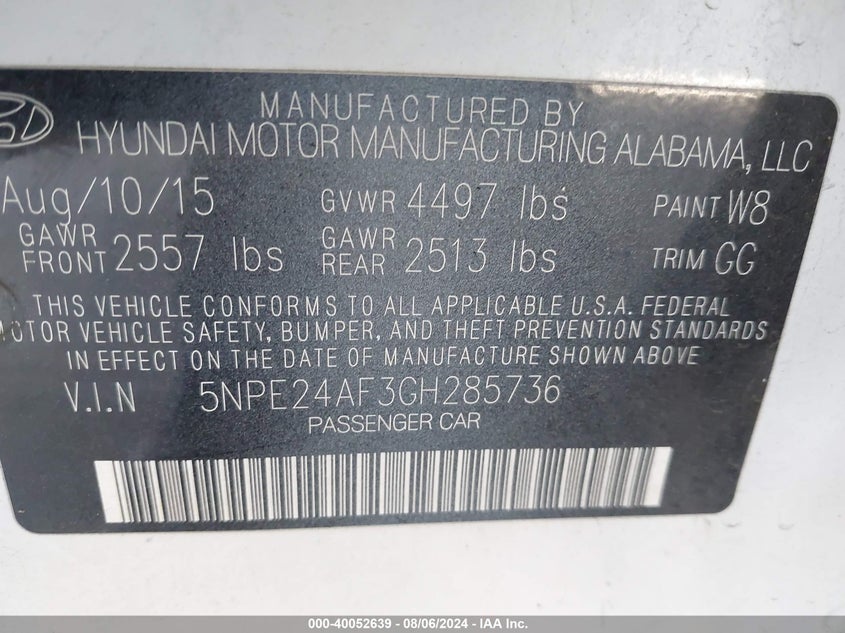 MANUFACTURED BY
HYUNDAI MOTOR MANUFACTURING ALABAMA, LLC
Aug/10/15 GVWR 4497 lbs PAINT W8
GAWR FRONT 2557 lbs GAWR REAR 2513 lbs TRIM GG
THIS VEHICLE CONFORMS TO ALL APPLICABLE U.S.A. FEDERAL
MOTOR VEHICLE SAFETY, BUMPER, AND THEFT PREVENTION STANDARDS
IN EFFECT ON THE DATE OF MANUFACTURE SHOWN ABOVE.
V.I.N 5NPE24AF3GH285736
PASSENGER CAR
000-40052639 - 08/06/2024 - IAA Inc.